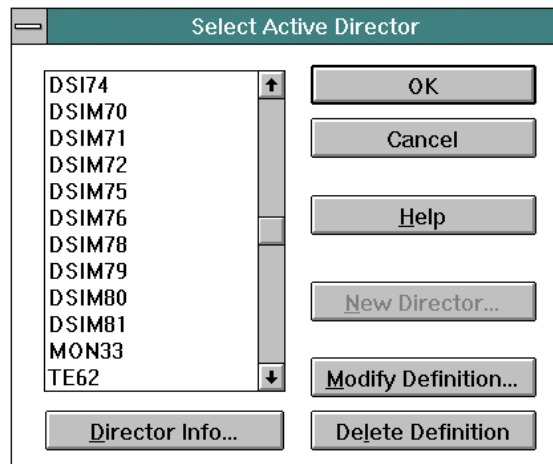 Select Active Director
DSI74
DSIM70
DSIM71
DSIM72
DSIM75
DSIM76
DSIM78
DSIM79
DSIM80
DSIM81
MON33
TE62
OK
Cancel
Help
New Director...
Modify Definition...
Director Info...
Delete Definition